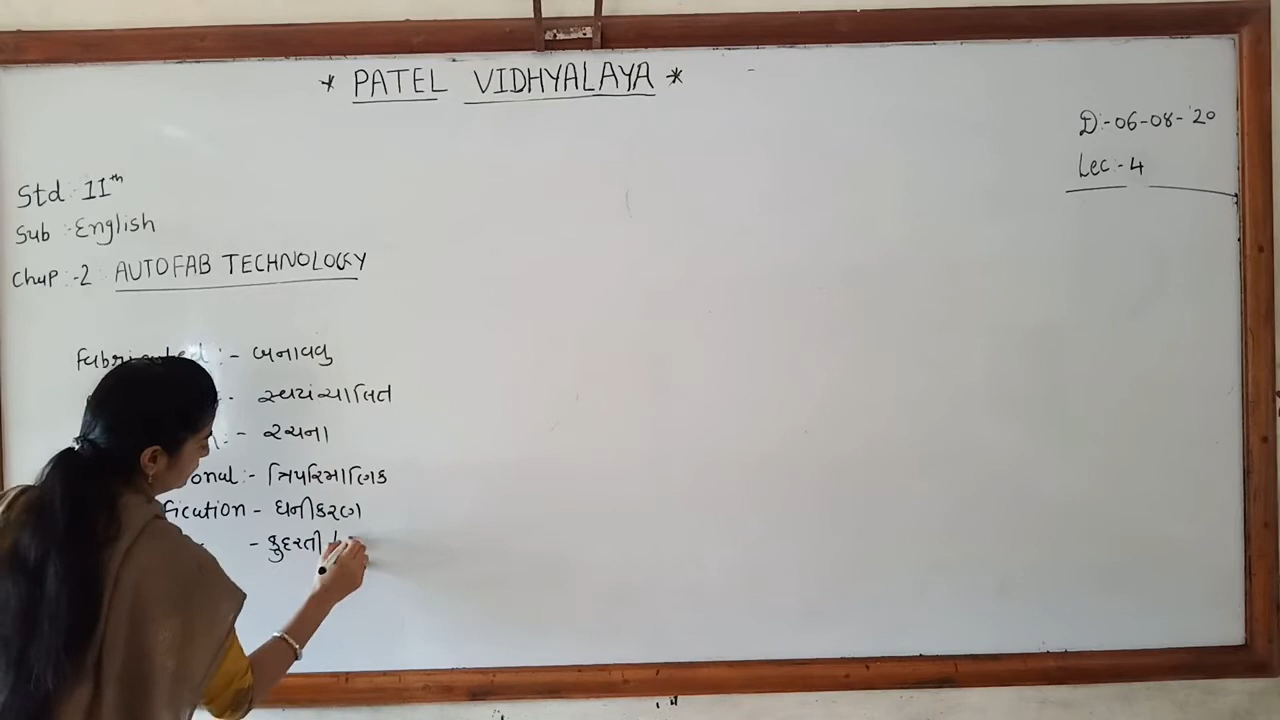 * PATEL VIDHYALAYA *
D:-06-08-'20
Lec:-4
Std:-11th
Sub:-English
Chap:-2: AUTOFAB TECHNOLOGY
:- બનાવવુ
:- સ્વયંચાલિત
:- રચના
onal:- ત્રિપરિમાણિક
fication - ઘનીકરણ
- કુદરતી